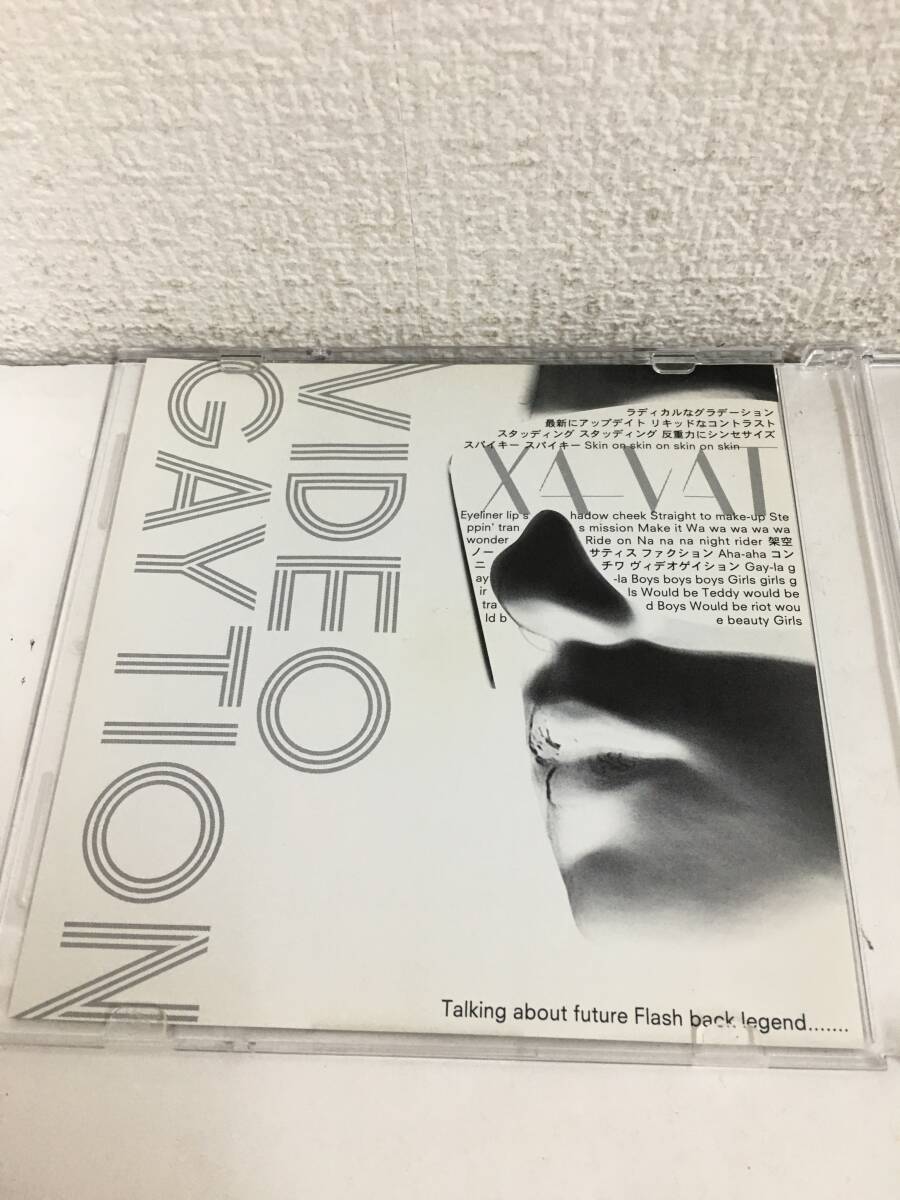 VIDEO
GAYTION
ラディカルなグラデーション
最新にアップデイト リキッドなコントラスト
スタッディング スタッディング 反重力にシンセサイズ
スパイキー スパイキー Skin on skin on skin on skin
XA-VAT
Eyeliner lip s hadow cheek Straight to make-up Ste
ppin' tran s mission Make it Wa wa wa wa wa
wonder Ride on Na na na night rider 架空
ノー サティス ファクション Aha-aha コン
ニ チワ ヴィデオゲイション Gay-la g
ay -la Boys boys boys Girls girls g
ir ls Would be Teddy would be
tra d Boys Would be riot wou
ld b e beauty Girls
Talking about future Flash back legend.......